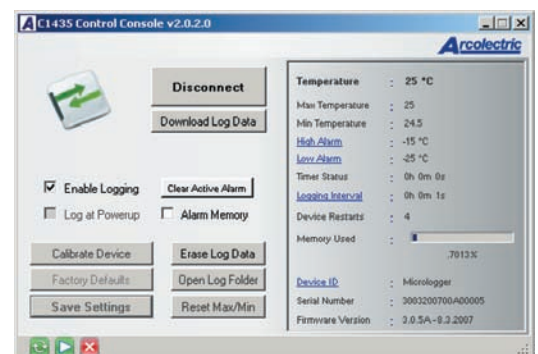 C1435 Control Console v2.0.2.0
Arcolectric
Disconnect
Download Log Data
Enable Logging
Clear Active Alarm
Log at Powerup
Alarm Memory
Calibrate Device
Erase Log Data
Factory Defaults
Open Log Folder
Save Settings
Reset Max/Min
Temperature : 25 °C
Max Temperature : 25
Min Temperature : 24.5
High Alarm : -15 °C
Low Alarm : -25 °C
Timer Status : 0h 0m 0s
Logging Interval : 0h 0m 1s
Device Restarts : 4
Memory Used :
.7013%
Device ID : Micrologger
Serial Number : 3003200700A00005
Firmware Version : 3.0.5A-8.3.2007